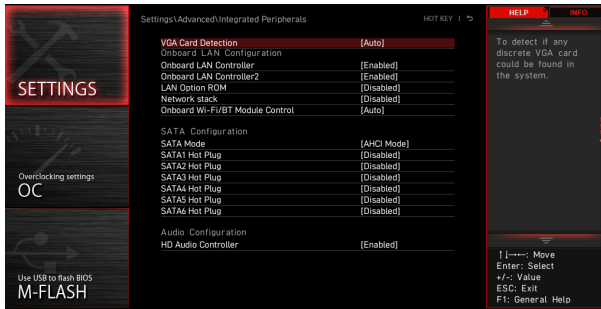 Settings\Advanced\Integrated Peripherals
HOT KEY | ⮌
HELP
INFO
SETTINGS
Overclocking settings
OC
Use USB to flash BIOS
M-FLASH
VGA Card Detection [Auto]
Onboard LAN Configuration
Onboard LAN Controller [Enabled]
Onboard LAN Controller2 [Enabled]
LAN Option ROM [Disabled]
Network stack [Disabled]
Onboard Wi-Fi/BT Module Control [Auto]
SATA Configuration
SATA Mode [AHCI Mode]
SATA1 Hot Plug [Disabled]
SATA2 Hot Plug [Disabled]
SATA3 Hot Plug [Disabled]
SATA4 Hot Plug [Disabled]
SATA5 Hot Plug [Disabled]
SATA6 Hot Plug [Disabled]
Audio Configuration
HD Audio Controller [Enabled]
To detect if any
discrete VGA card
could be found in
the system.
↑↓→←: Move
Enter: Select
+/-: Value
ESC: Exit
F1: General Help